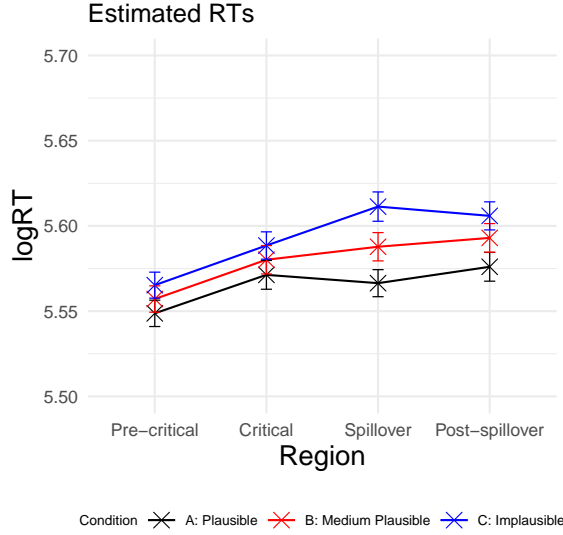 Estimated RTs
5.70
5.65
5.60
5.55
5.50
logRT
Pre−critical Critical Spillover Post−spillover
Region
Condition A: Plausible B: Medium Plausible C: Implausible